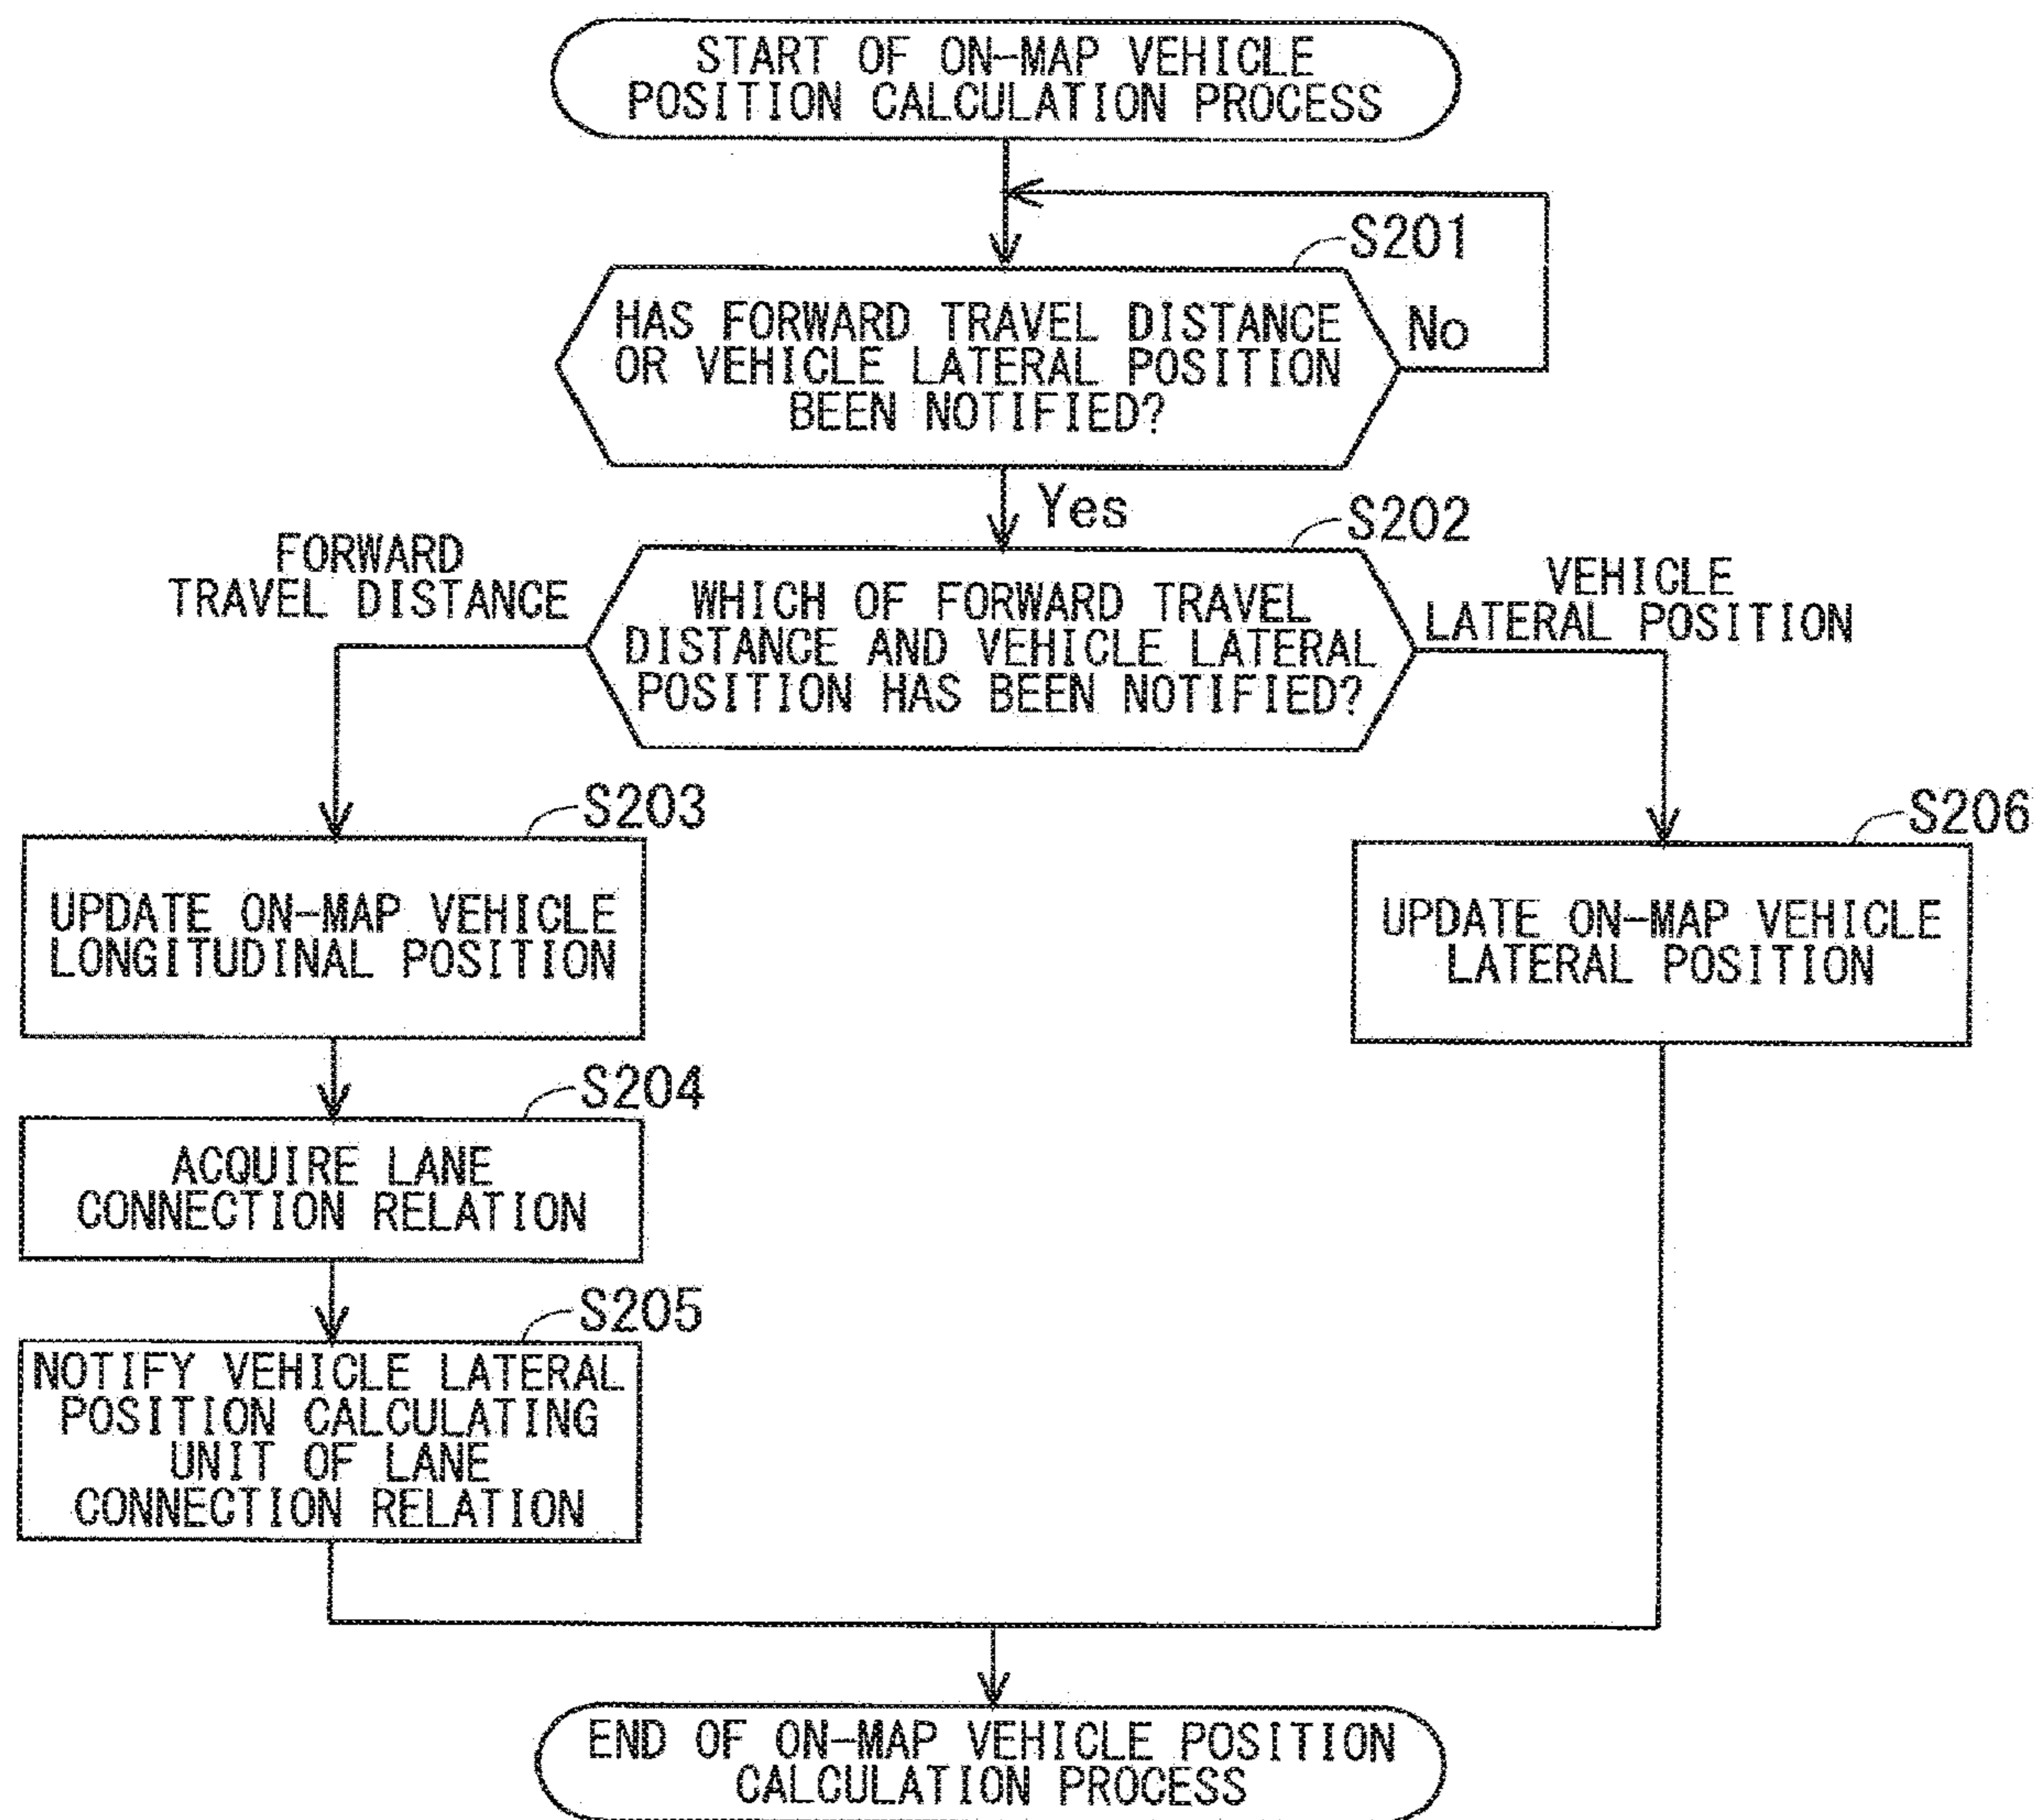 START OF ON-MAP VEHICLE
POSITION CALCULATION PROCESS
S201
HAS FORWARD TRAVEL DISTANCE
OR VEHICLE LATERAL POSITION
BEEN NOTIFIED?
No
Yes
S202
FORWARD
TRAVEL DISTANCE
WHICH OF FORWARD TRAVEL
DISTANCE AND VEHICLE LATERAL
POSITION HAS BEEN NOTIFIED?
VEHICLE
LATERAL POSITION
S203
UPDATE ON-MAP VEHICLE
LONGITUDINAL POSITION
S206
UPDATE ON-MAP VEHICLE
LATERAL POSITION
S204
ACQUIRE LANE
CONNECTION RELATION
S205
NOTIFY VEHICLE LATERAL
POSITION CALCULATING
UNIT OF LANE
CONNECTION RELATION
END OF ON-MAP VEHICLE POSITION
CALCULATION PROCESS